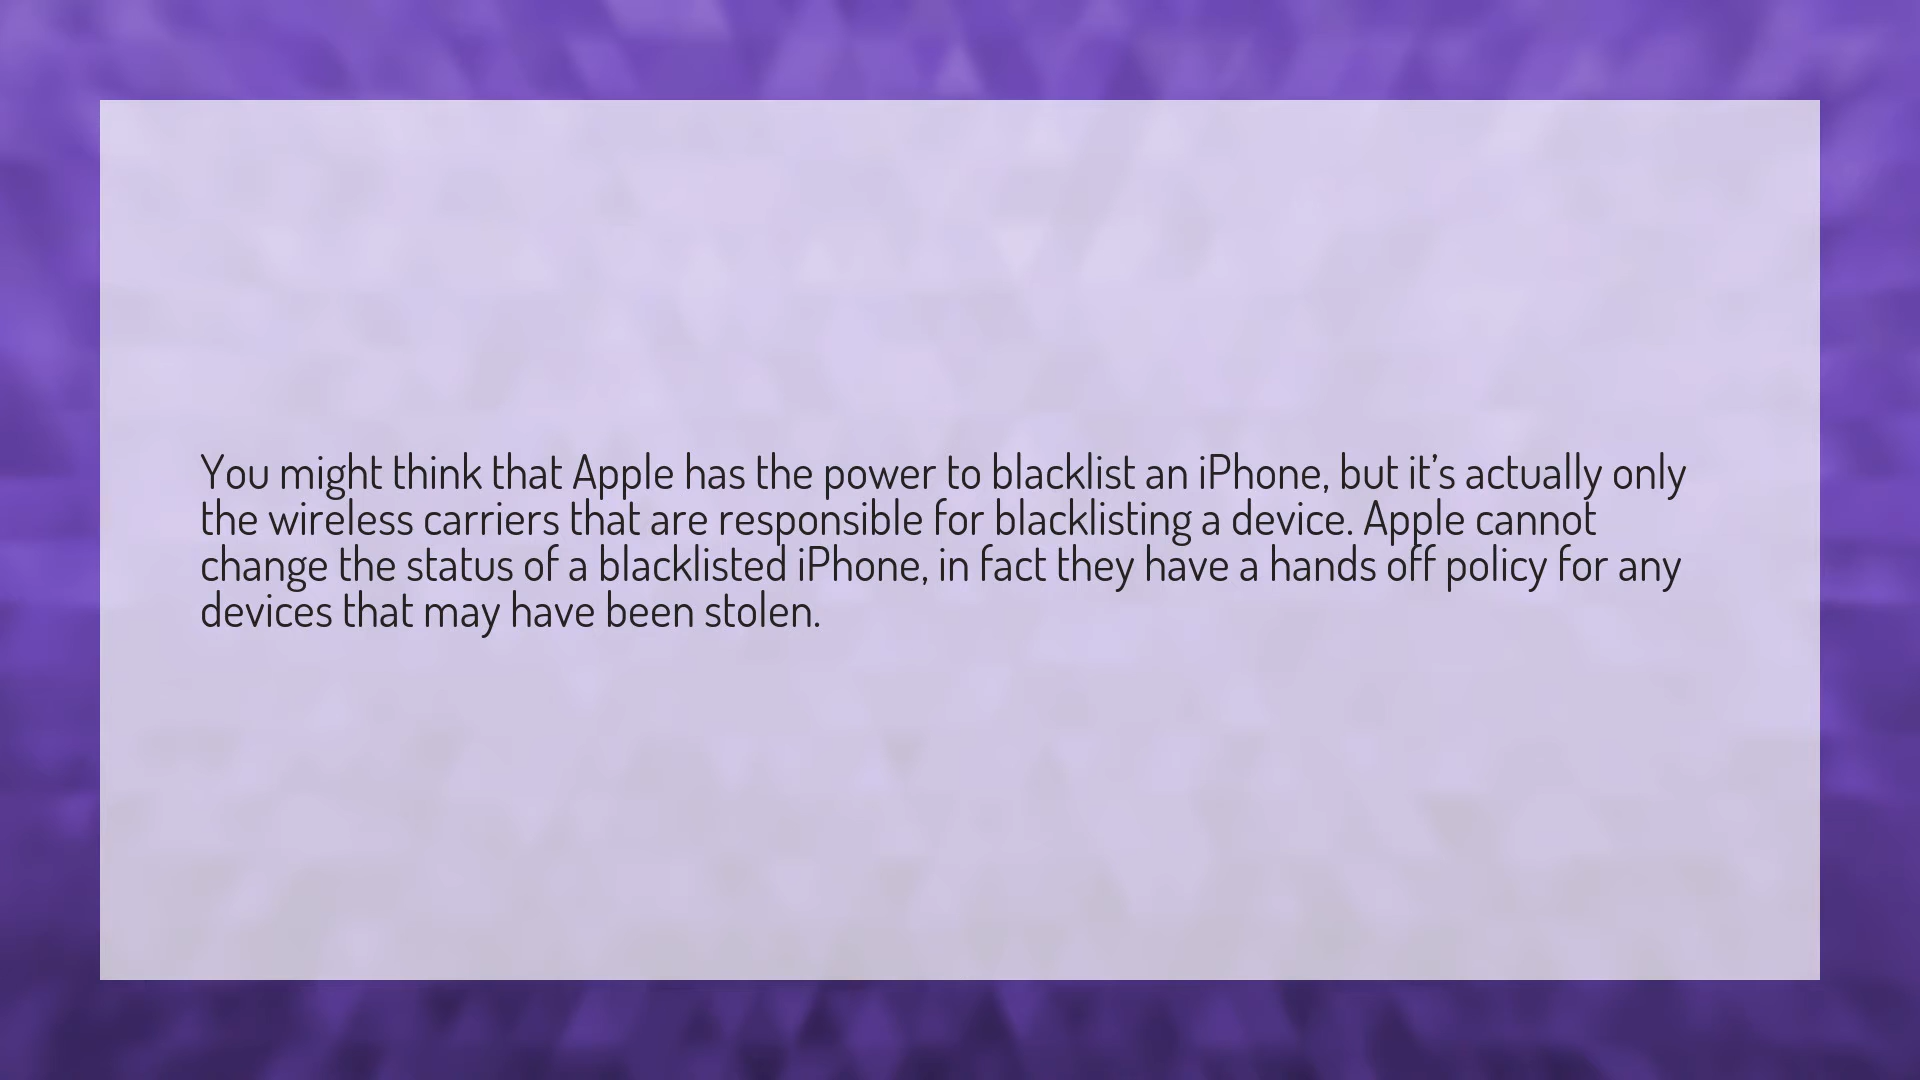 You might think that Apple has the power to blacklist an iPhone, but it’s actually only
the wireless carriers that are responsible for blacklisting a device. Apple cannot
change the status of a blacklisted iPhone, in fact they have a hands off policy for any
devices that may have been stolen.